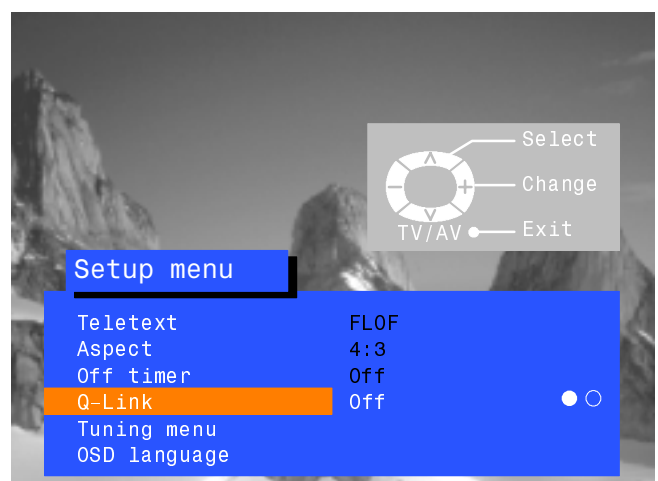 Select
Change
TV/AV Exit
Setup menu
Teletext FLOF
Aspect 4:3
Off timer Off
Q-Link Off
Tuning menu
OSD language